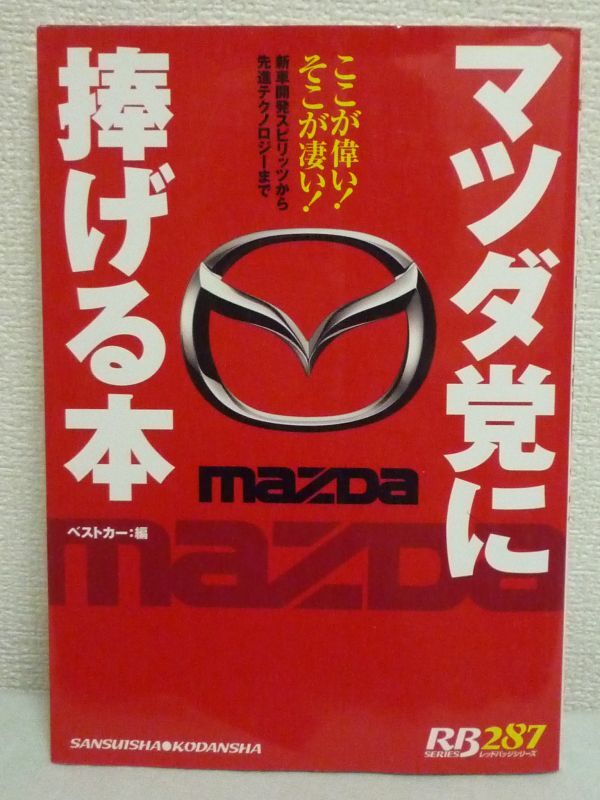 マツダ党に
捧げる本
ここが偉い！
そこが凄い！
新車開発スピリッツから
先進テクノロジーまで
mazda
mazda
ベストカー：編
SANSUISHA●KODANSHA
RB287
SERIES
レッドバッジシリーズ